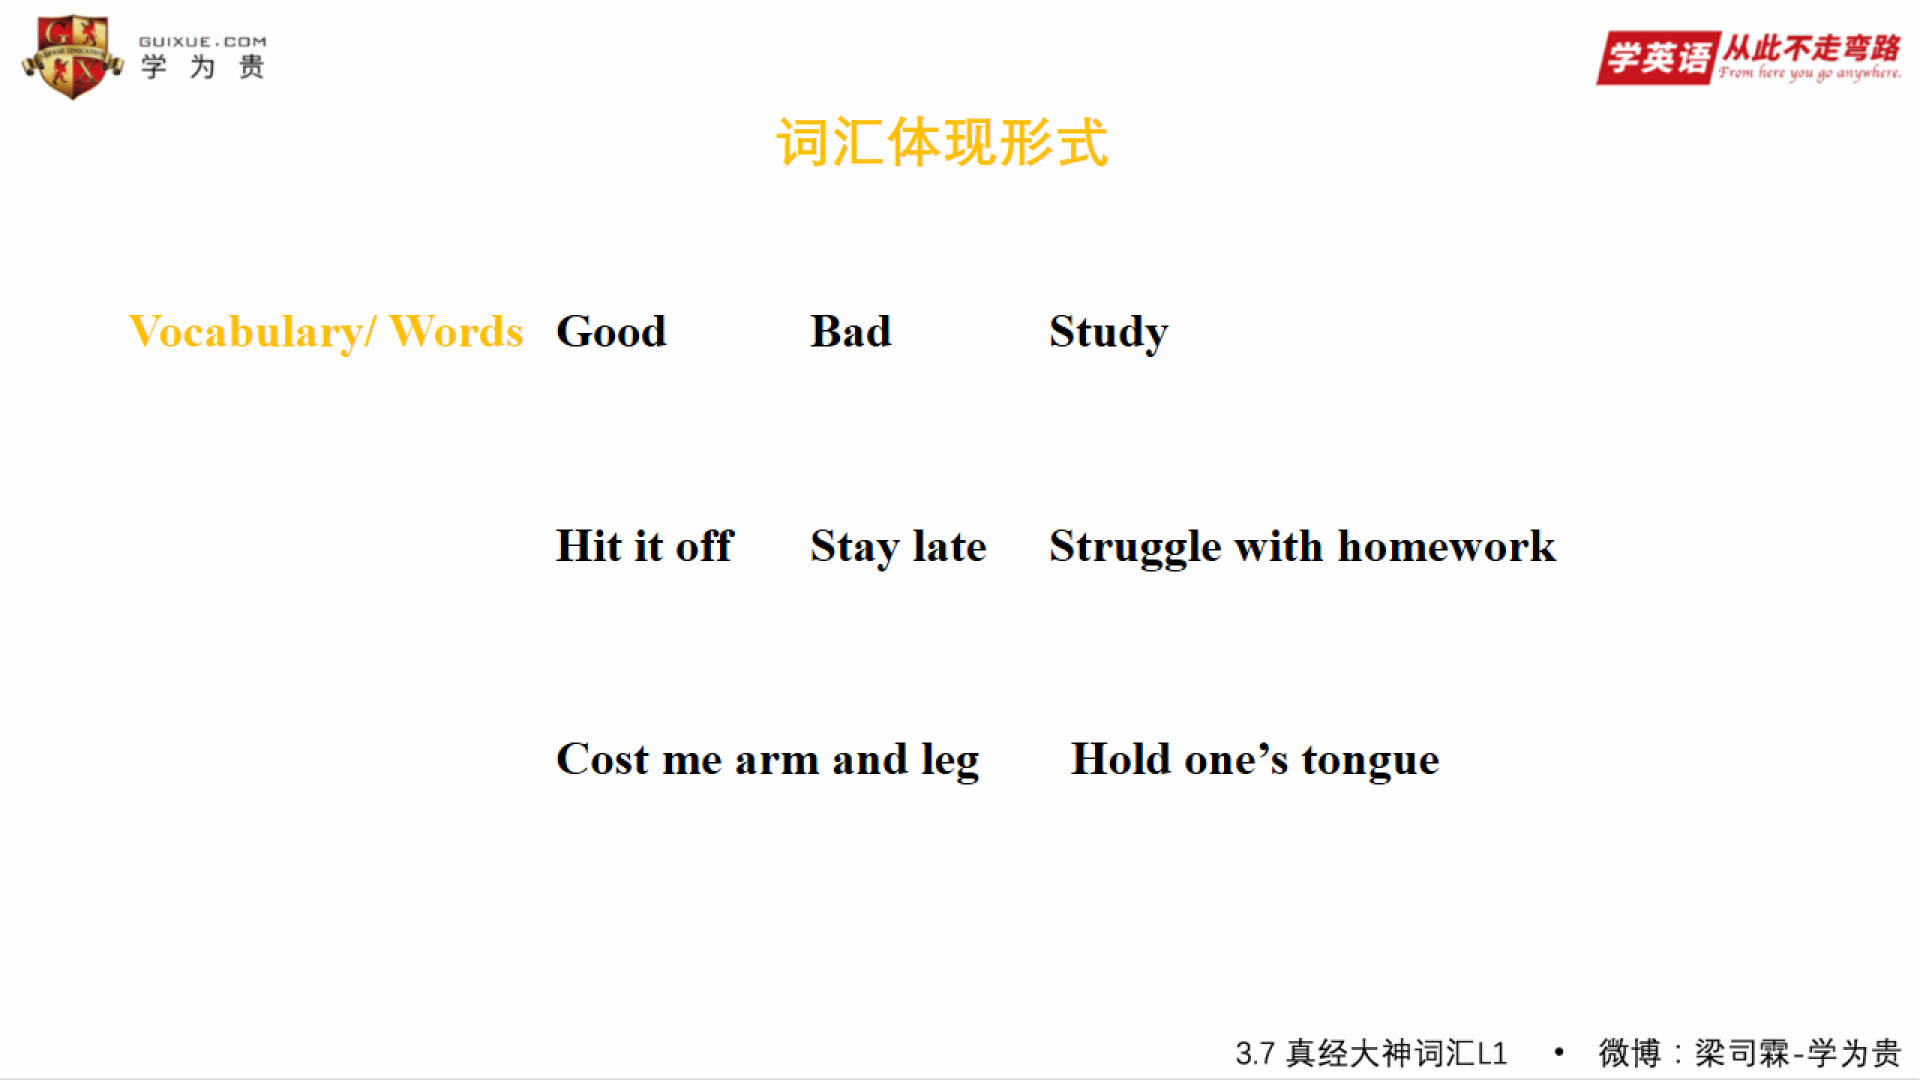 GUIXUE.COM
学为贵
学英语 从此不走弯路
From here you go anywhere.
词汇体现形式
Vocabulary/ Words Good Bad Study
Hit it off Stay late Struggle with homework
Cost me arm and leg Hold one’s tongue
3.7 真经大神词汇L1 • 微博：梁司霖-学为贵